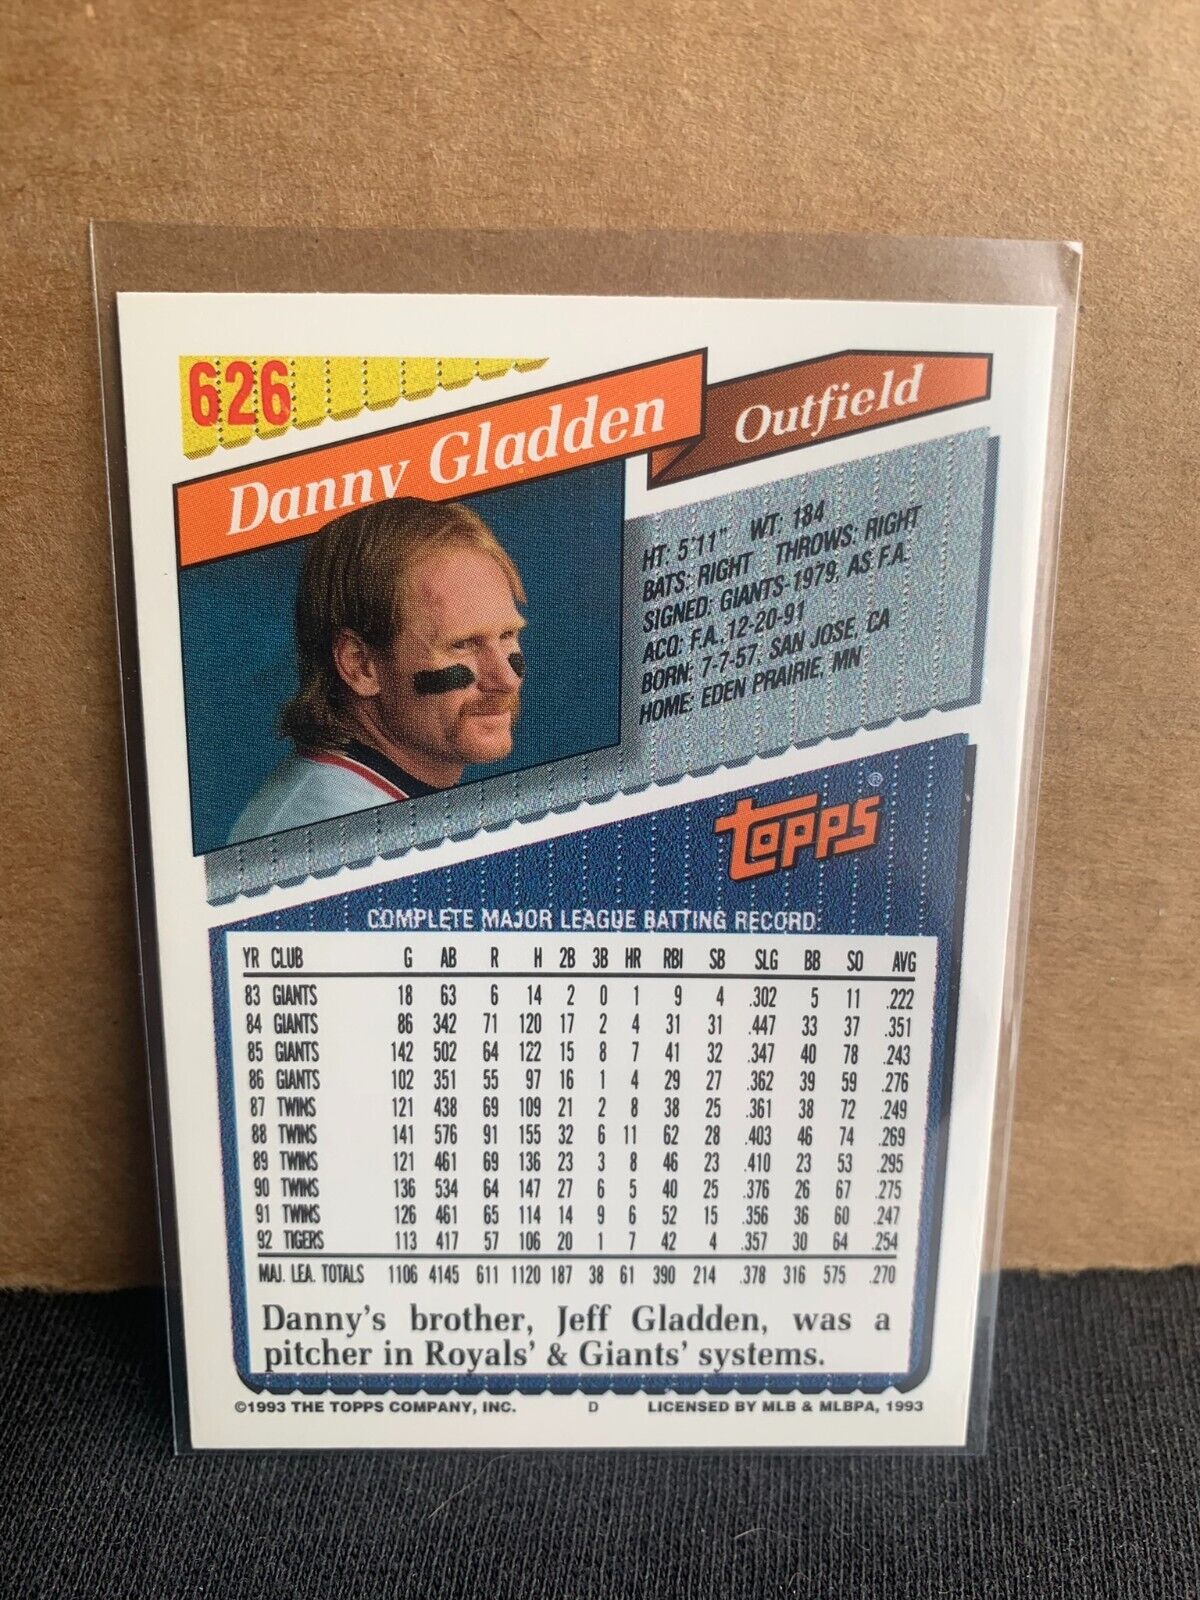 626
Danny Gladden
Outfield
HT: 5'11" WT: 184
BATS: RIGHT THROWS: RIGHT
SIGNED: GIANTS-1979, AS F.A.
ACQ: F.A. 12-20-91
BORN: 7-7-57, SAN JOSE, CA
HOME: EDEN PRAIRIE, MN
TOPPS®
COMPLETE MAJOR LEAGUE BATTING RECORD
YR CLUB G AB R H 2B 3B HR RBI SB SLG BB SO AVG
83 GIANTS 18 63 6 14 2 0 1 9 4 .302 5 11 .222
84 GIANTS 86 342 71 120 17 2 4 31 31 .447 33 37 .351
85 GIANTS 142 502 64 122 15 8 7 41 32 .347 40 78 .243
86 GIANTS 102 351 55 97 16 1 4 29 27 .362 39 59 .276
87 TWINS 121 438 69 109 21 2 8 38 25 .361 38 72 .249
88 TWINS 141 576 91 155 32 6 11 62 28 .403 46 74 .269
89 TWINS 121 461 69 136 23 3 8 46 23 .410 23 53 .295
90 TWINS 136 534 64 147 27 6 5 40 25 .376 26 67 .275
91 TWINS 126 461 65 114 14 9 6 52 15 .356 36 60 .247
92 TIGERS 113 417 57 106 20 1 7 42 4 .357 30 64 .254
MAJ. LEA. TOTALS 1106 4145 611 1120 187 38 61 390 214 .378 316 575 .270
Danny's brother, Jeff Gladden, was a
pitcher in Royals' & Giants' systems.
©1993 THE TOPPS COMPANY, INC. D LICENSED BY MLB & MLBPA, 1993